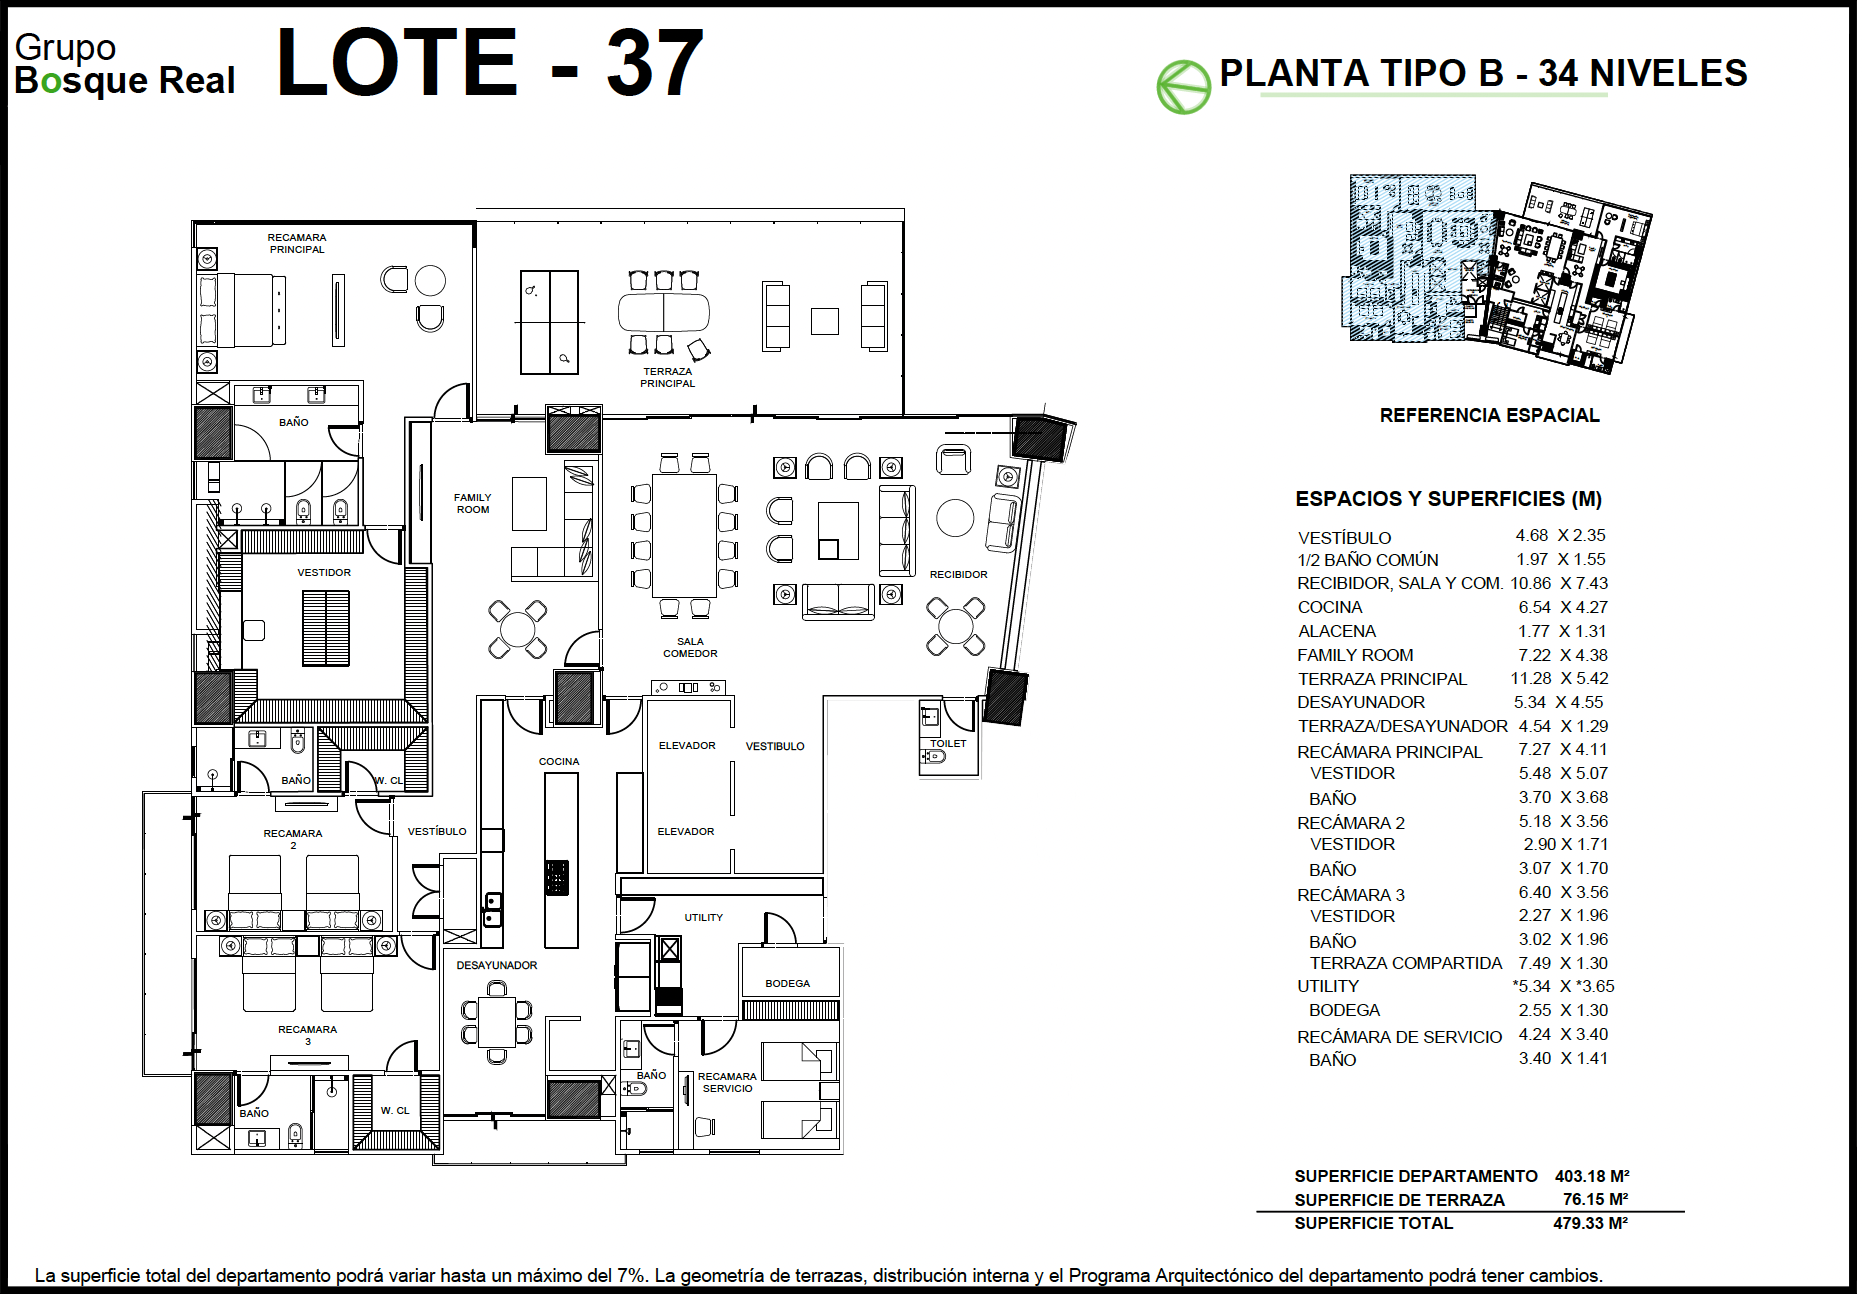 Grupo
Bosque Real
LOTE - 37
PLANTA TIPO B - 34 NIVELES
RECAMARA
PRINCIPAL
TERRAZA
PRINCIPAL
BAÑO
FAMILY
ROOM
VESTIDOR
RECIBIDOR
SALA
COMEDOR
ELEVADOR
VESTIBULO
TOILET
COCINA
BAÑO
W. CL
RECAMARA
2
VESTÍBULO
ELEVADOR
UTILITY
DESAYUNADOR
BODEGA
RECAMARA
3
BAÑO
RECAMARA
SERVICIO
BAÑO
W. CL
REFERENCIA ESPACIAL
ESPACIOS Y SUPERFICIES (M)
VESTÍBULO 4.68 X 2.35
1/2 BAÑO COMÚN 1.97 X 1.55
RECIBIDOR, SALA Y COM. 10.86 X 7.43
COCINA 6.54 X 4.27
ALACENA 1.77 X 1.31
FAMILY ROOM 7.22 X 4.38
TERRAZA PRINCIPAL 11.28 X 5.42
DESAYUNADOR 5.34 X 4.55
TERRAZA/DESAYUNADOR 4.54 X 1.29
RECÁMARA PRINCIPAL 7.27 X 4.11
VESTIDOR 5.48 X 5.07
BAÑO 3.70 X 3.68
RECÁMARA 2 5.18 X 3.56
VESTIDOR 2.90 X 1.71
BAÑO 3.07 X 1.70
RECÁMARA 3 6.40 X 3.56
VESTIDOR 2.27 X 1.96
BAÑO 3.02 X 1.96
TERRAZA COMPARTIDA 7.49 X 1.30
UTILITY *5.34 X *3.65
BODEGA 2.55 X 1.30
RECÁMARA DE SERVICIO 4.24 X 3.40
BAÑO 3.40 X 1.41
SUPERFICIE DEPARTAMENTO 403.18 M²
SUPERFICIE DE TERRAZA 76.15 M²
SUPERFICIE TOTAL 479.33 M²
La superficie total del departamento podrá variar hasta un máximo del 7%. La geometría de terrazas, distribución interna y el Programa Arquitectónico del departamento podrá tener cambios.